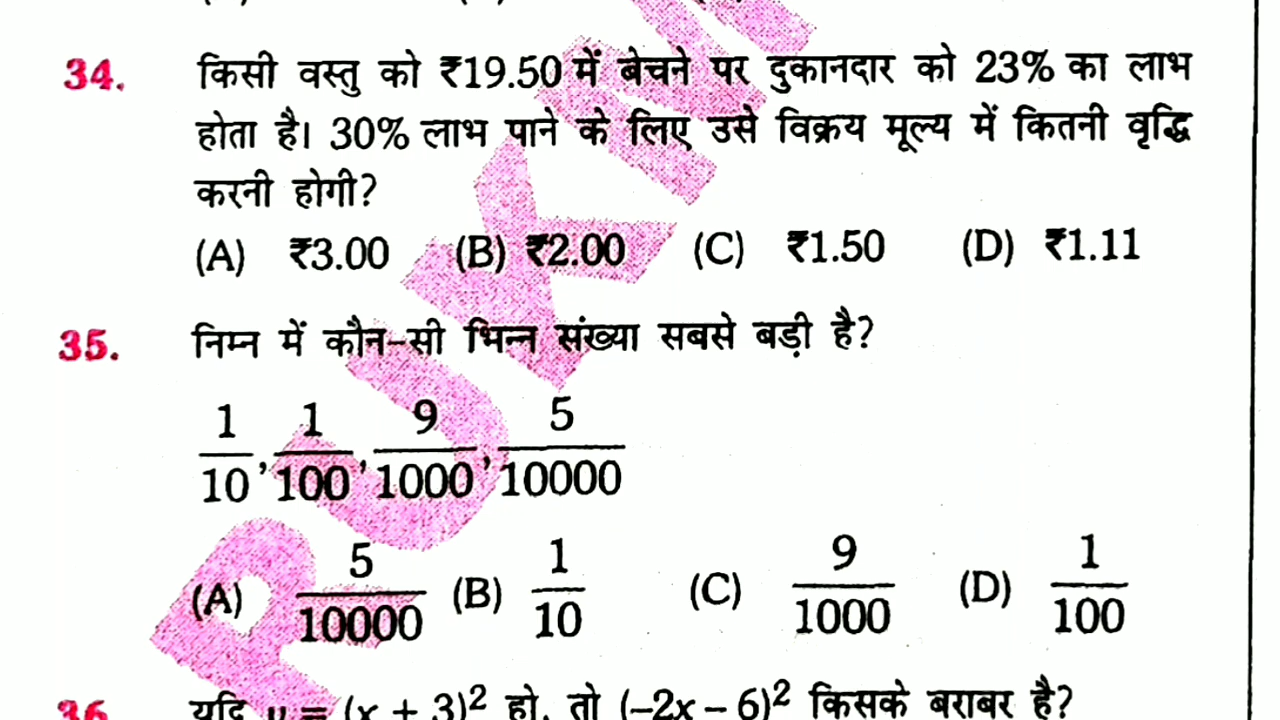 34. किसी वस्तु को ₹19.50 में बेचने पर दुकानदार को 23% का लाभ
होता है। 30% लाभ पाने के लिए उसे विक्रय मूल्य में कितनी वृद्धि
करनी होगी?
(A) ₹3.00 (B) ₹2.00 (C) ₹1.50 (D) ₹1.11
35. निम्न में कौन-सी भिन्न संख्या सबसे बड़ी है?
1/10, 1/100, 9/1000, 5/10000
(A) 5/10000 (B) 1/10 (C) 9/1000 (D) 1/100
36. यदि y = (x + 3)² हो, तो (–2x – 6)² किसके बराबर है?